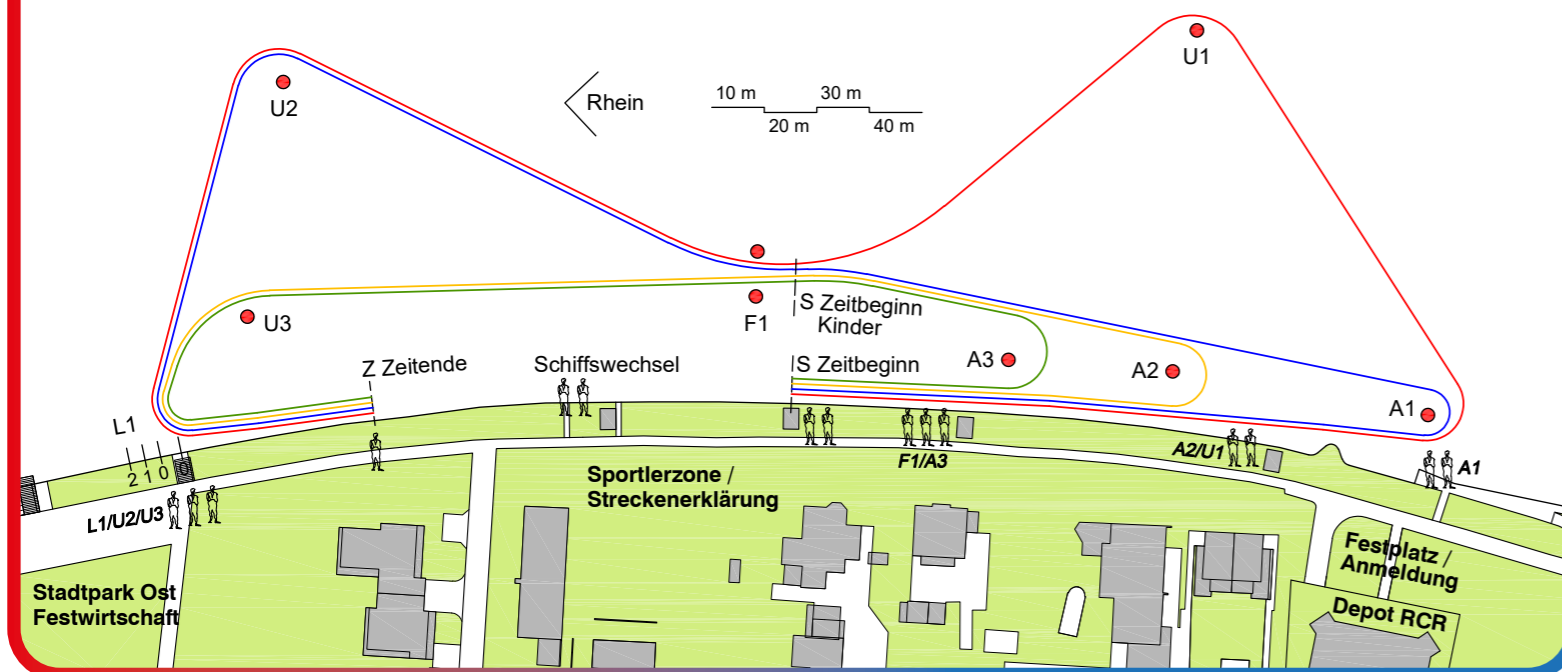 U1
U2
Rhein
10 m
30 m
20 m
40 m
U3
F1
S Zeitbeginn
Kinder
Z Zeitende
Schiffswechsel
S Zeitbeginn
A3
A2
A1
L1
2 1 0 0
L1/U2/U3
F1/A3
A2/U1
A1
Sportlerzone /
Streckenerklärung
Stadtpark Ost
Festwirtschaft
Festplatz /
Anmeldung
Depot RCR